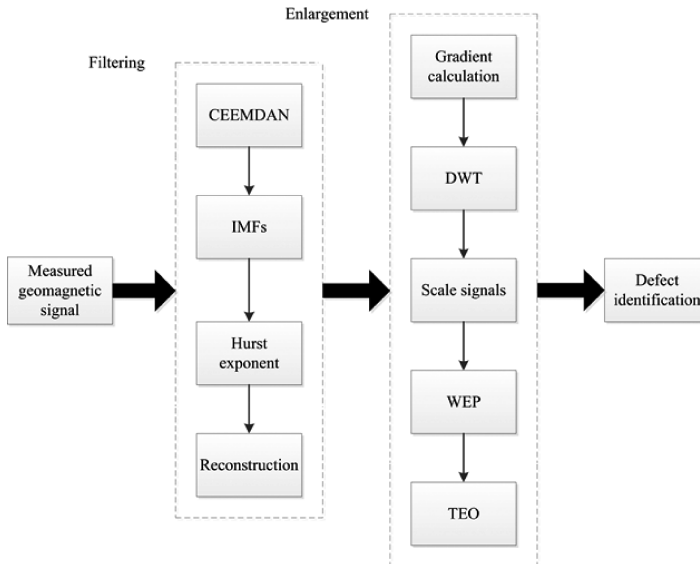 Enlargement
Filtering
Gradient
calculation
CEEMDAN
DWT
IMFs
Measured
geomagnetic
signal
Scale signals
Defect
identification
Hurst
exponent
WEP
Reconstruction
TEO